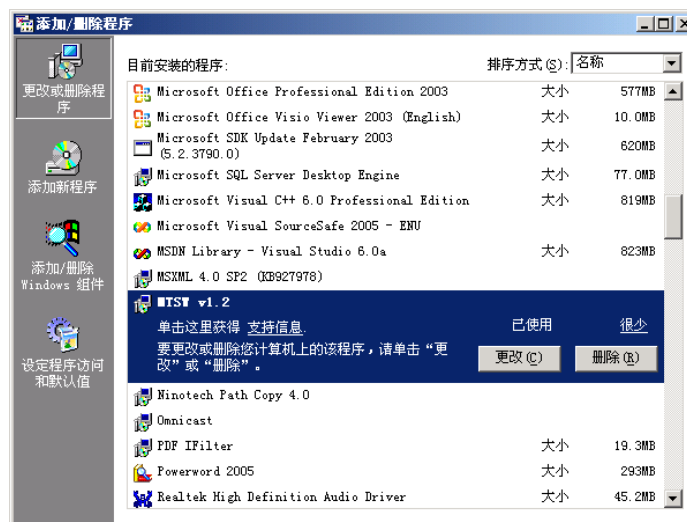 添加/删除程序
更改或删除程
序
添加新程序
添加/删除
Windows 组件
设定程序访问
和默认值
目前安装的程序:
排序方式(S): 名称
Microsoft Office Professional Edition 2003 大小 577MB
Microsoft Office Visio Viewer 2003 (English) 大小 10.0MB
Microsoft SDK Update February 2003
(5.2.3790.0) 大小 620MB
Microsoft SQL Server Desktop Engine 大小 77.0MB
Microsoft Visual C++ 6.0 Professional Edition 大小 819MB
Microsoft Visual SourceSafe 2005 - ENU
MSDN Library - Visual Studio 6.0a 大小 823MB
MSXML 4.0 SP2 (KB927978)
MTST v1.2
单击这里获得 支持信息. 已使用 很少
要更改或删除您计算机上的该程序，请单击“更
改”或“删除”。
更改(C) 删除(R)
Ninotech Path Copy 4.0
Omnicast
PDF IFilter 大小 19.3MB
Powerword 2005 大小 293MB
Realtek High Definition Audio Driver 大小 45.2MB